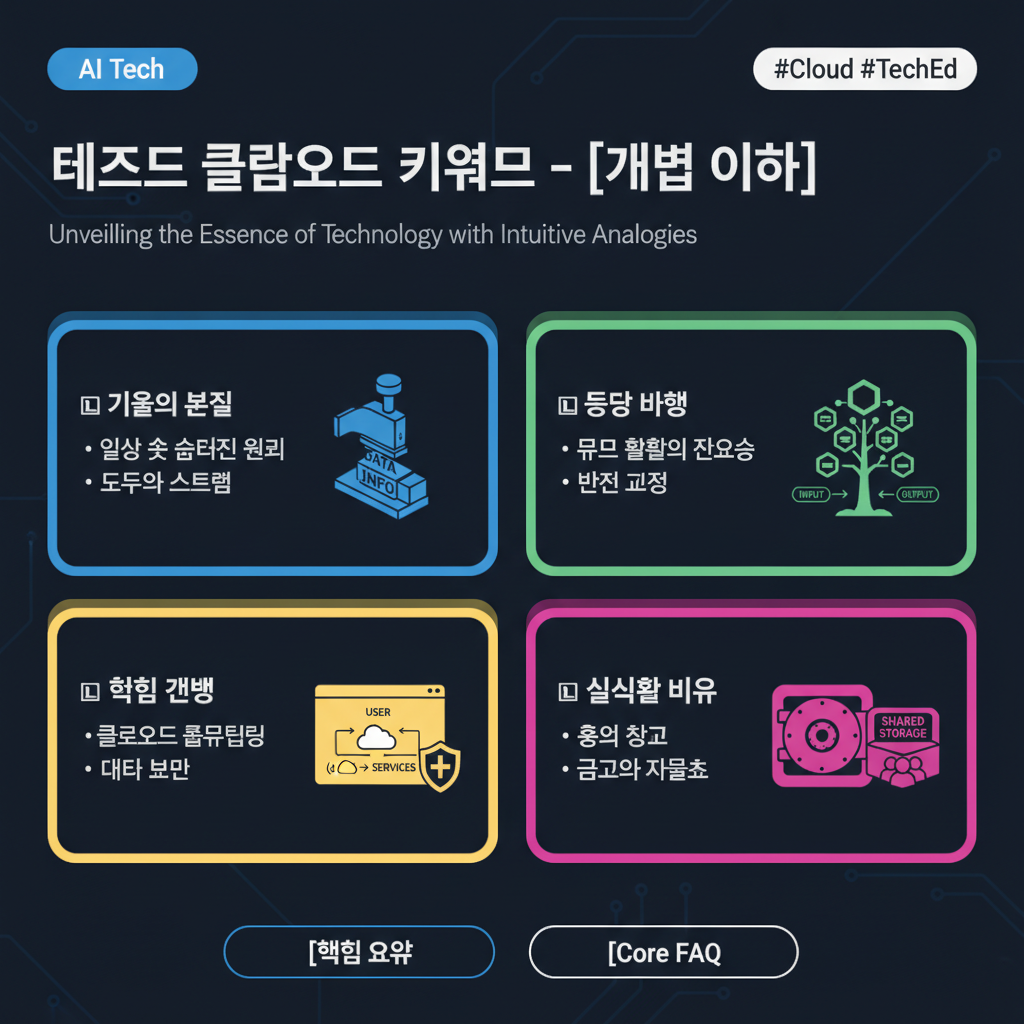 AI Tech
#Cloud #TechEd
테즈드 클람오드 키워므 - [개볍 이하]
Unveilling the Essence of Technology with Intuitive Analogies
기울의 본질
• 일상 솟 숨터진 원뢰
• 도두와 스트램
DATA
INFO
등당 바행
• 뮤므 활활의 잔요승
• 반전 교정
INPUT
학힘 갠뱅
• 클로오드 롭뮤팁링
• 대타 뵤만
USER
SERVICES
실식활 비유
• 홍의 창고
• 금고와 자물쵸
SHARED
STORAGE
[핵힘 요약
[Core FAQ